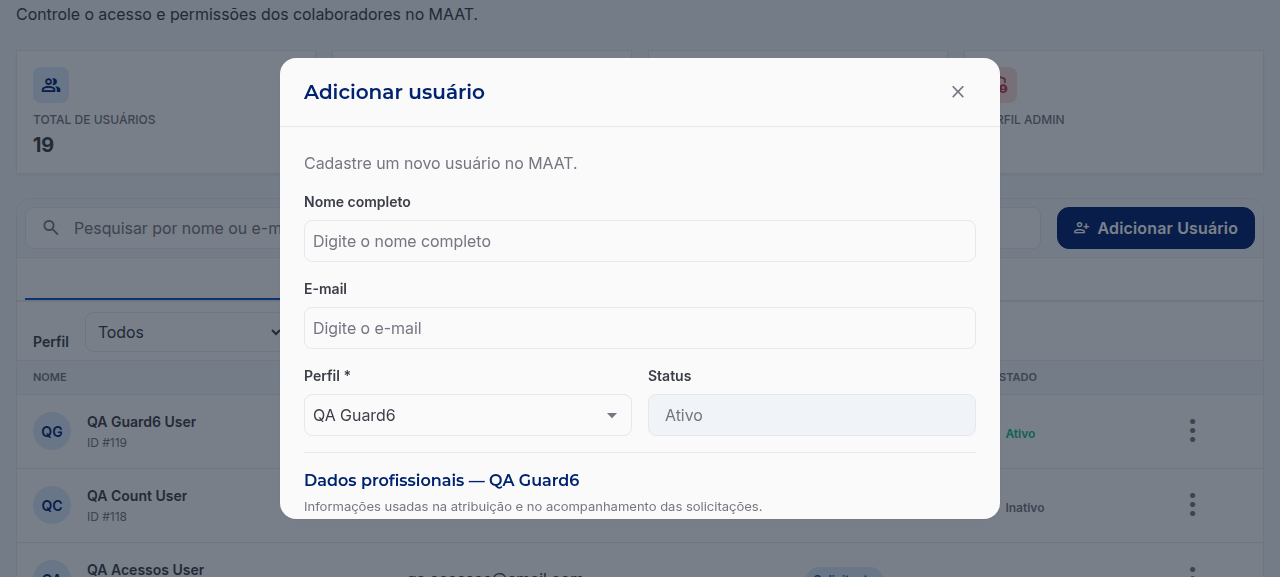 Controle o acesso e permissões dos colaboradores no MAAT.
TOTAL DE USUÁRIOS
19
RFIL ADMIN
Adicionar usuário
Cadastre um novo usuário no MAAT.
Nome completo
Digite o nome completo
E-mail
Digite o e-mail
Perfil *
Status
QA Guard6
Ativo
Dados profissionais — QA Guard6
Informações usadas na atribuição e no acompanhamento das solicitações.
Pesquisar por nome ou e-m
Adicionar Usuário
Perfil
Todos
NOME
STADO
QG
QA Guard6 User
ID #119
Ativo
QC
QA Count User
ID #118
Inativo
QA Acessos User